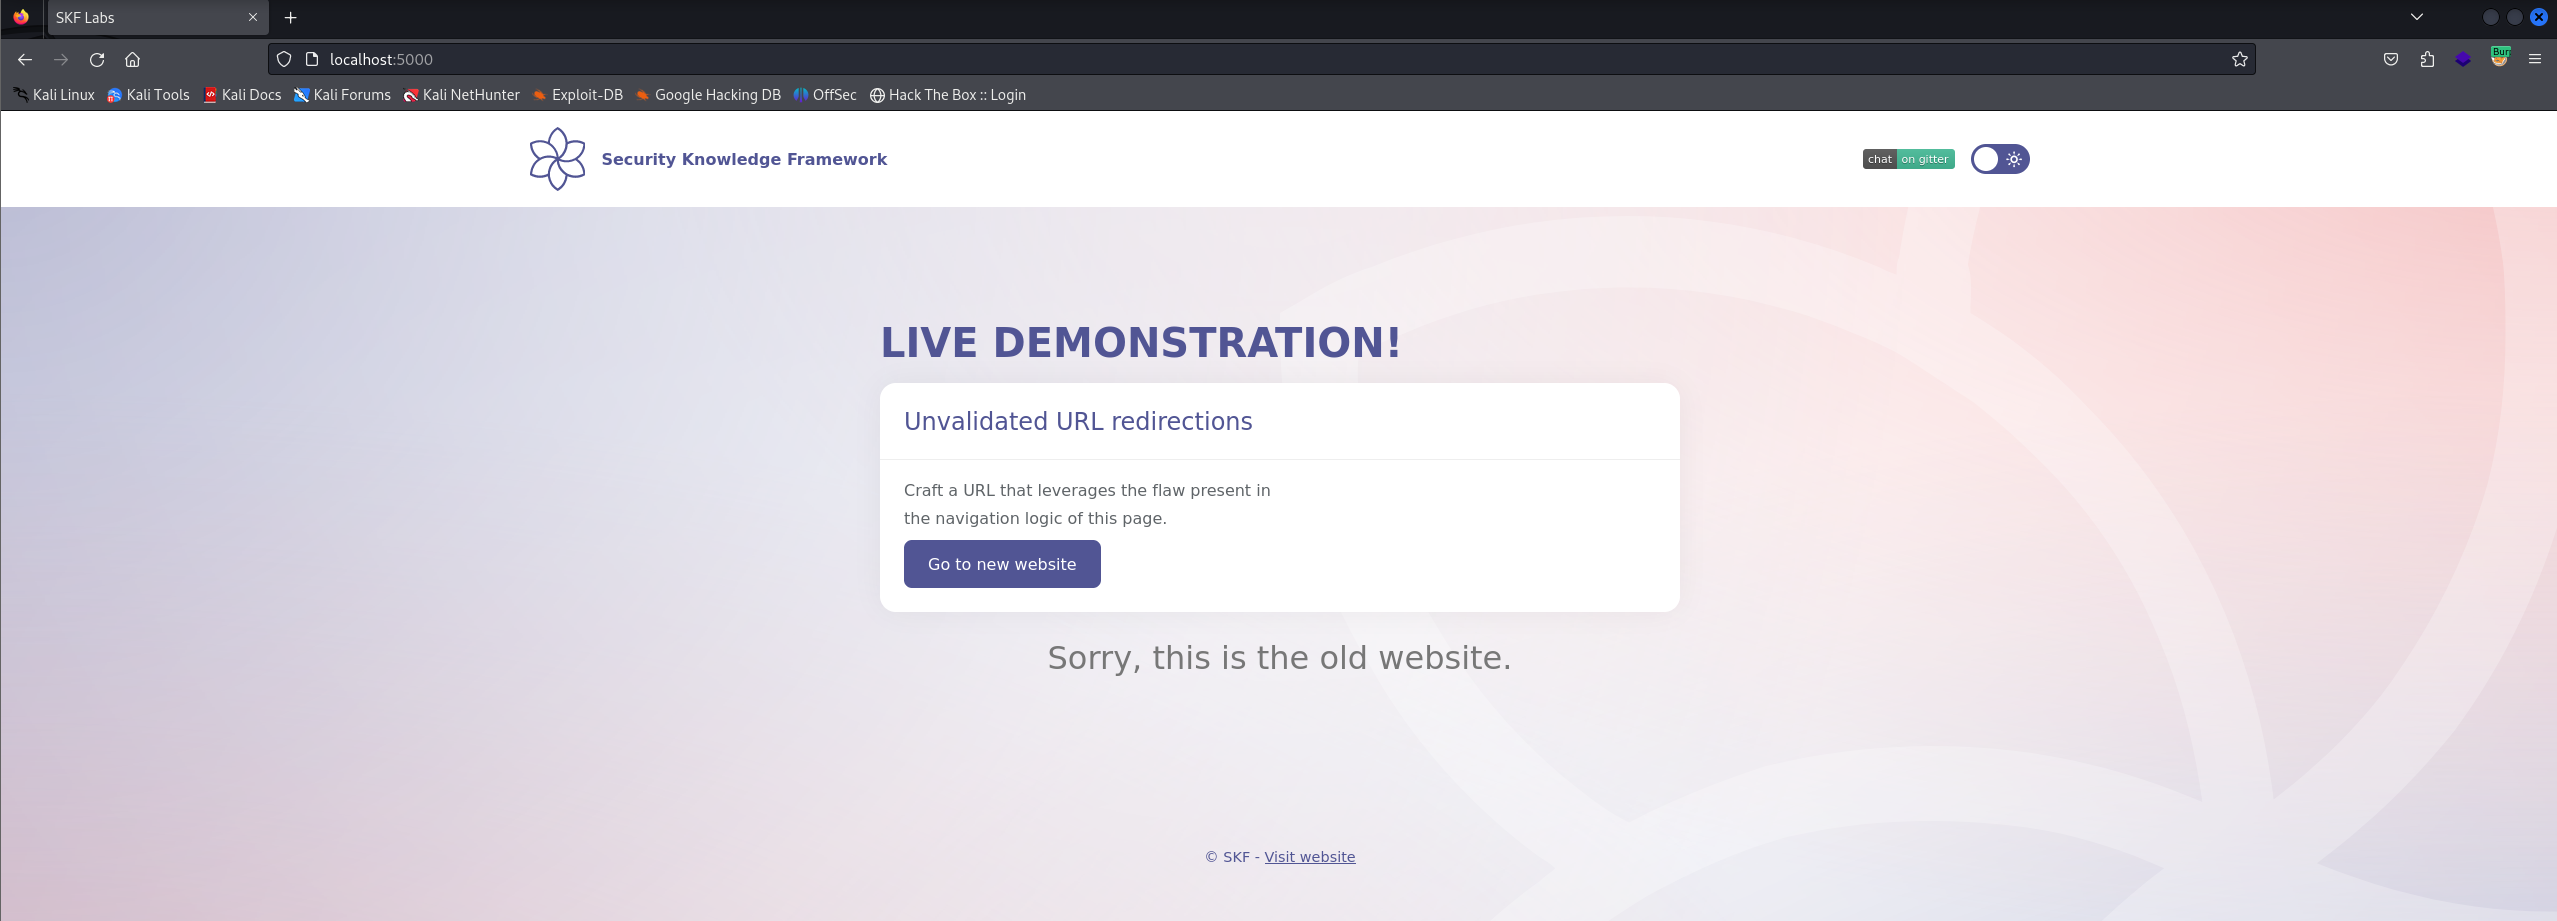 SKF Labs
localhost:5000
Kali Linux Kali Tools Kali Docs Kali Forums Kali NetHunter Exploit-DB Google Hacking DB OffSec Hack The Box :: Login
Security Knowledge Framework
chat on gitter
LIVE DEMONSTRATION!
Unvalidated URL redirections
Craft a URL that leverages the flaw present in
the navigation logic of this page.
Go to new website
Sorry, this is the old website.
© SKF - Visit website